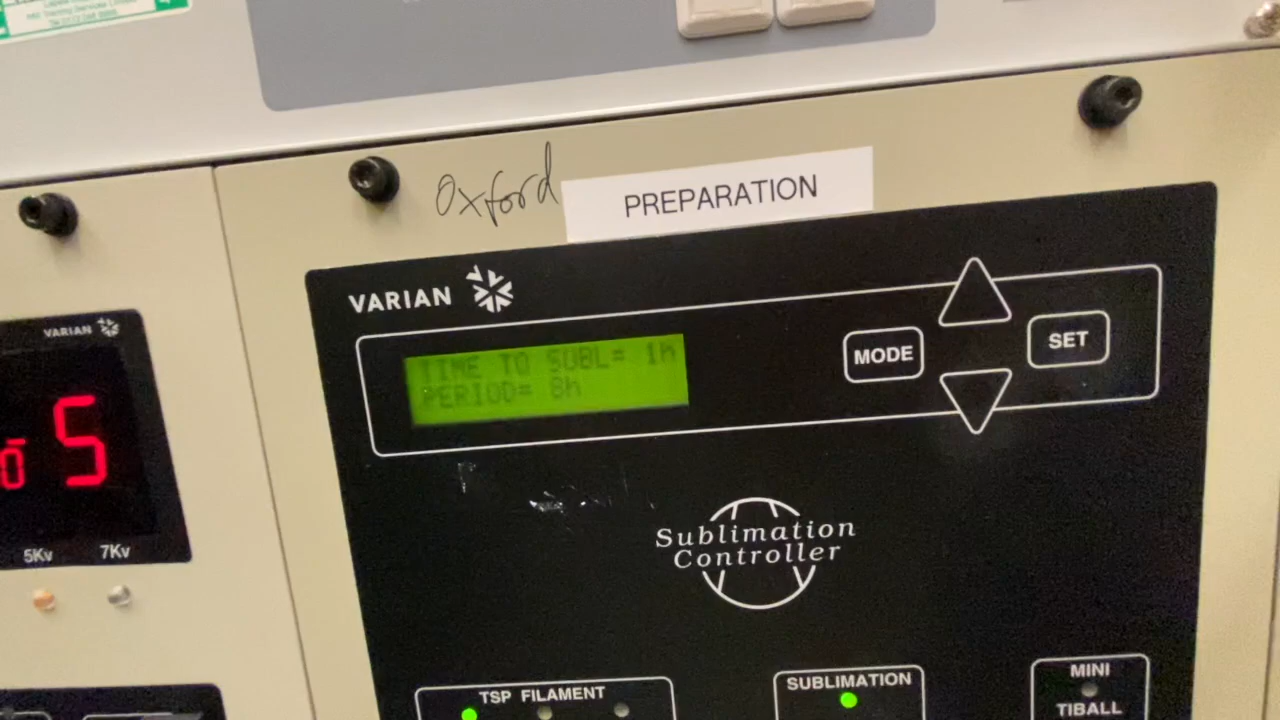 Oxford
PREPARATION
VARIAN
TIME TO SUBL= 1h
PERIOD= 8h
MODE
SET
VARIAN
5
5Kv 7Kv
Sublimation
Controller
TSP FILAMENT
SUBLIMATION
MINI
TIBALL